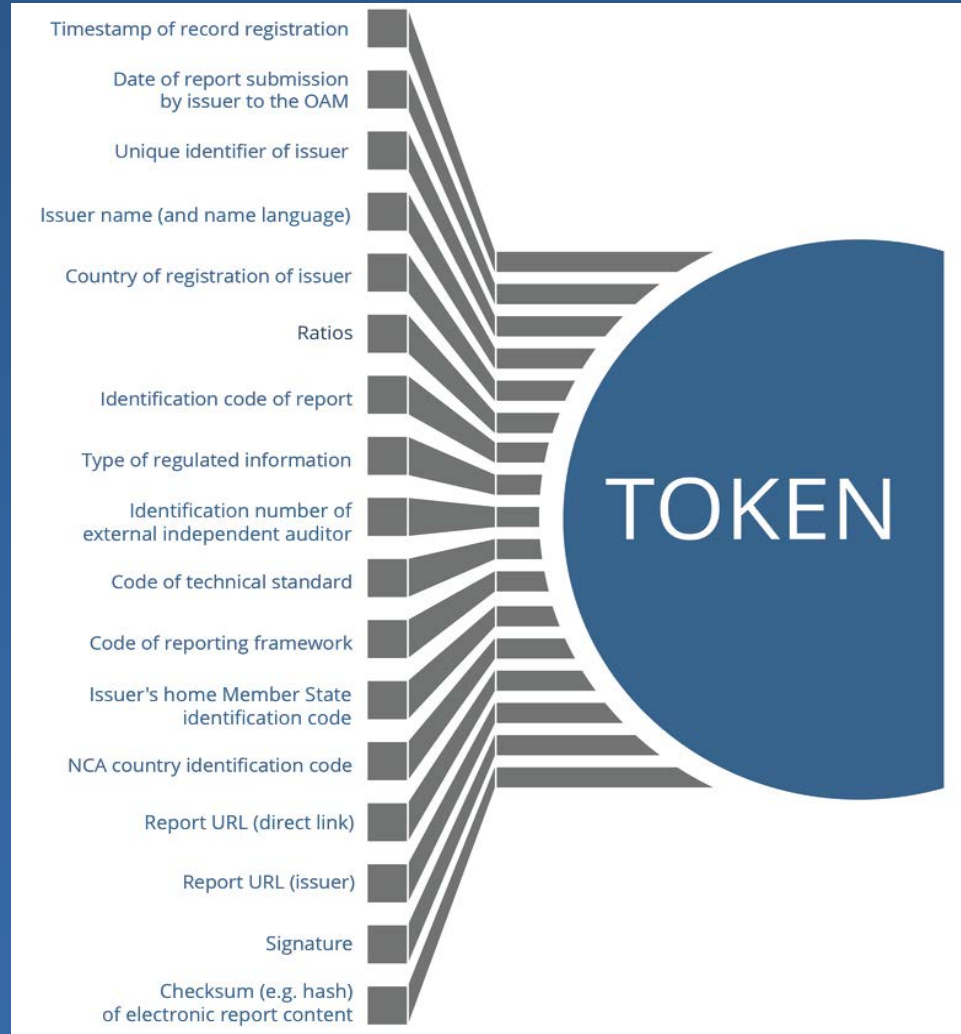 Timestamp of record registration
Date of report submission
by issuer to the OAM
Unique identifier of issuer
Issuer name (and name language)
Country of registration of issuer
Ratios
Identification code of report
Type of regulated information
Identification number of
external independent auditor
Code of technical standard
Code of reporting framework
Issuer's home Member State
identification code
NCA country identification code
Report URL (direct link)
Report URL (issuer)
Signature
Checksum (e.g. hash)
of electronic report content
TOKEN